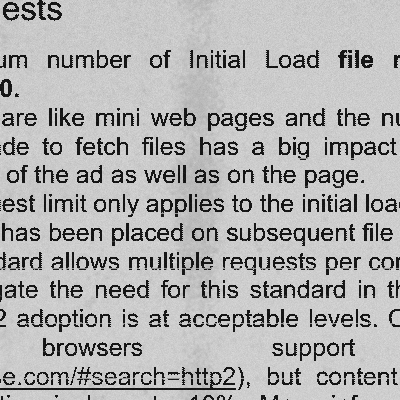 ests
um number of Initial Load file r
0.
are like mini web pages and the nu
de to fetch files has a big impact
of the ad as well as on the page.
est limit only applies to the initial loa
has been placed on subsequent file
dard allows multiple requests per con
gate the need for this standard in th
2 adoption is at acceptable levels. C
browsers support
se.com/#search=http2), but content